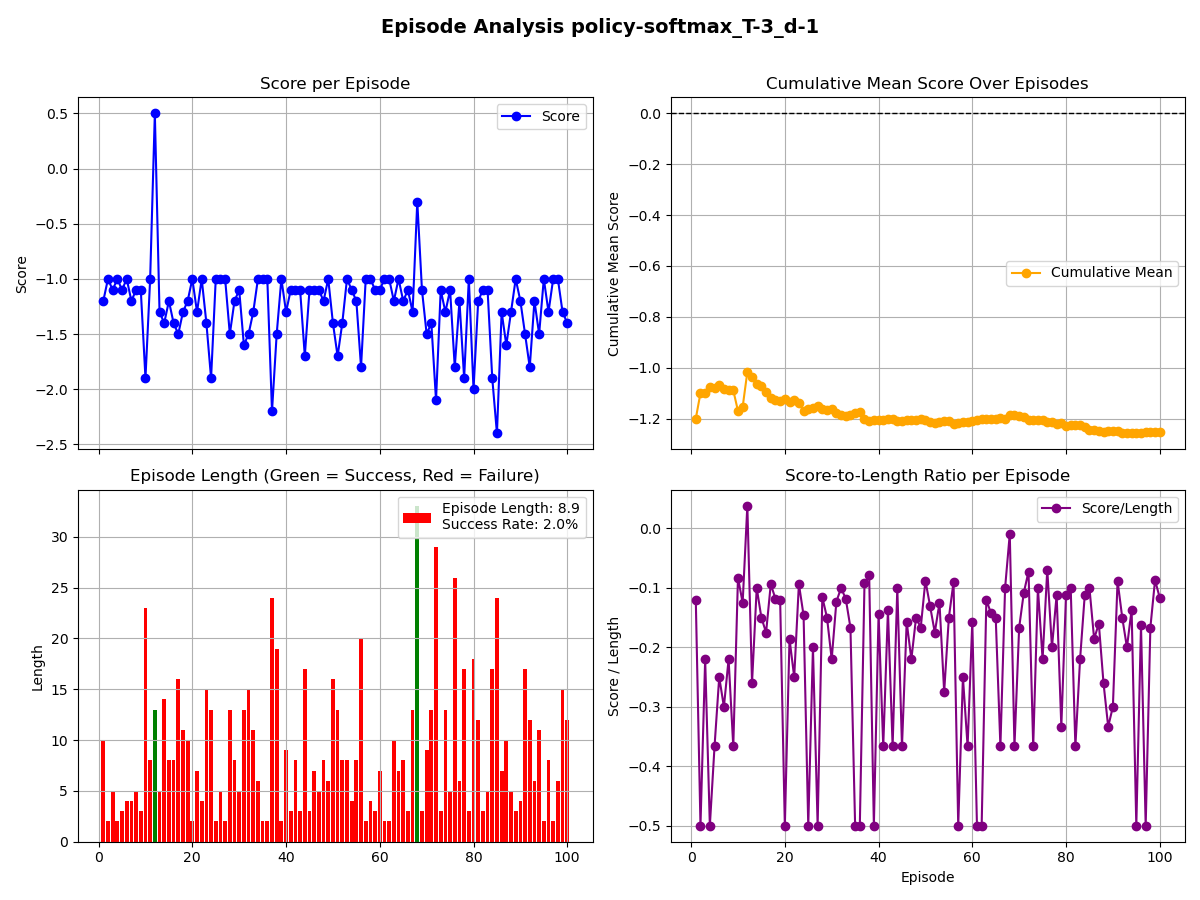 Episode Analysis policy-softmax_T-3_d-1
Score per Episode
Score
0.5
0.0
−0.5
−1.0
−1.5
−2.0
−2.5
Score
Cumulative Mean Score Over Episodes
Cumulative Mean
0.0
−0.2
−0.4
−0.6
−0.8
−1.0
−1.2
Cumulative Mean Score
Episode Length (Green = Success, Red = Failure)
Episode Length: 8.9
Success Rate: 2.0%
30
25
20
15
10
5
0
Length
0 20 40 60 80 100
Score-to-Length Ratio per Episode
Score/Length
0.0
−0.1
−0.2
−0.3
−0.4
−0.5
Score / Length
0 20 40 60 80 100
Episode